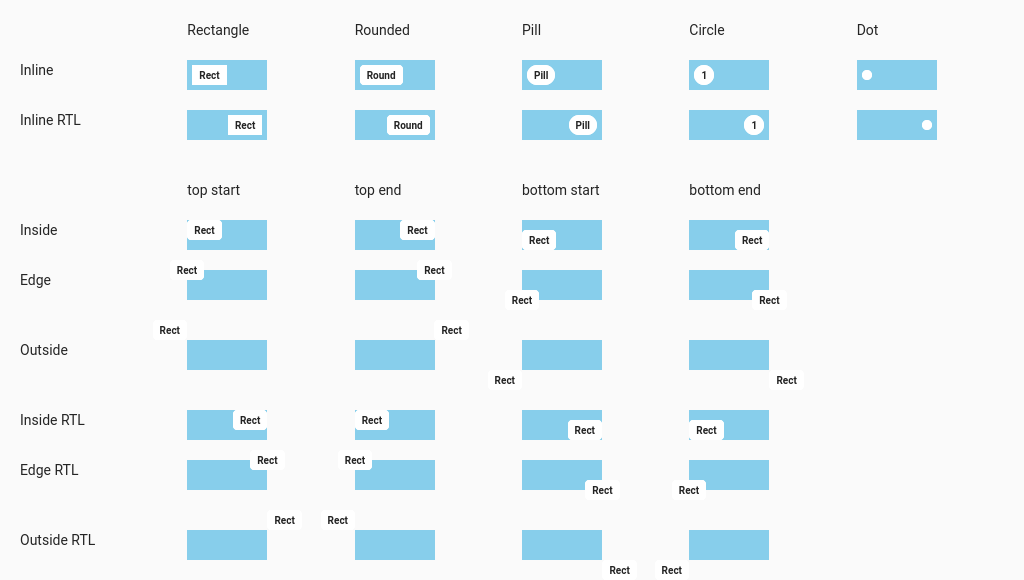 Rectangle Rounded Pill Circle Dot
Inline Rect Round Pill 1
Inline RTL Rect Round Pill 1
top start top end bottom start bottom end
Inside Rect Rect Rect Rect
Edge Rect Rect Rect Rect
Rect Rect
Outside
Rect Rect
Inside RTL Rect Rect Rect Rect
Rect Rect
Edge RTL
Rect Rect
Rect Rect
Outside RTL
Rect Rect